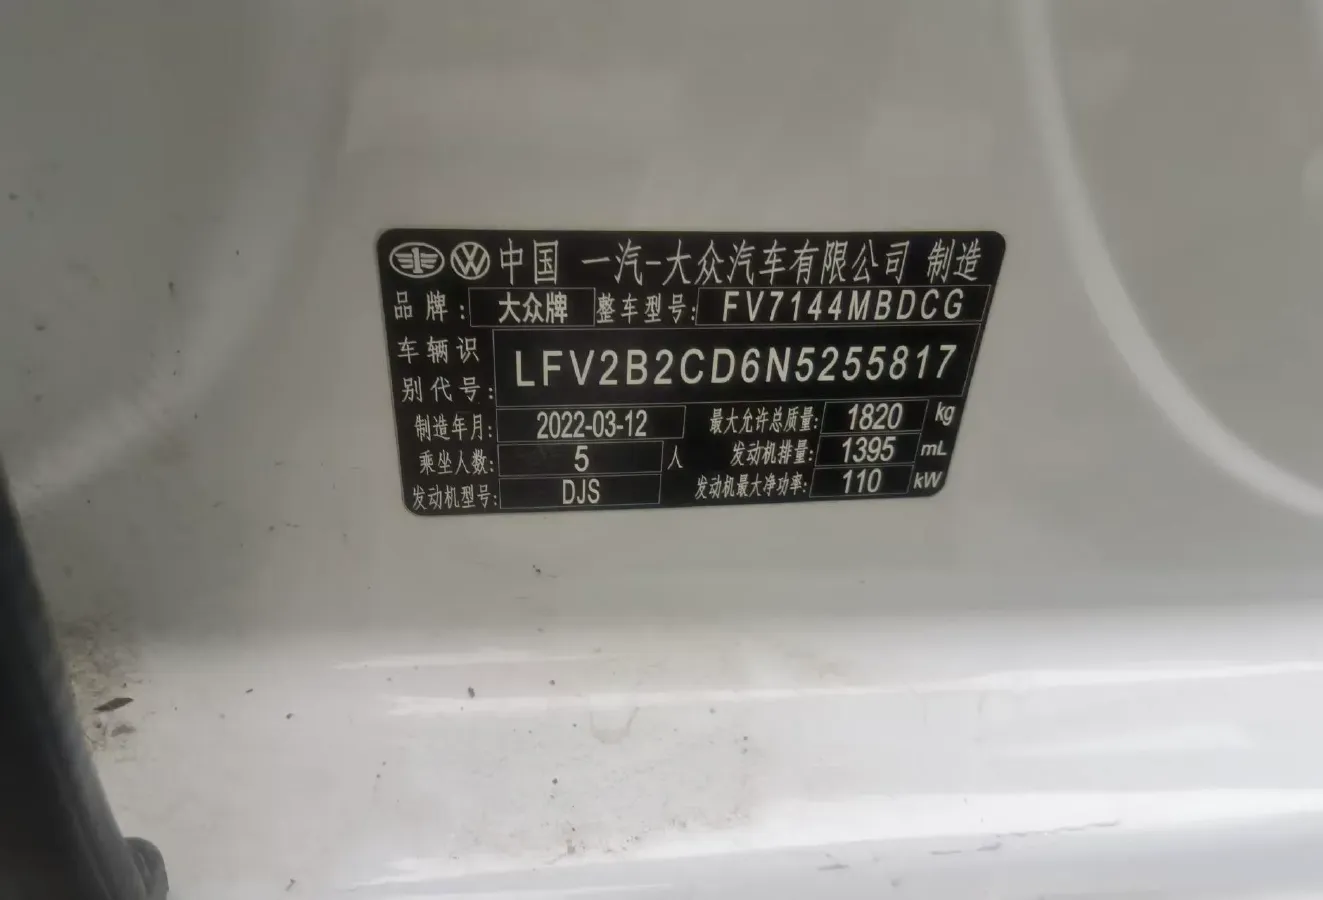 中国 一汽-大众汽车有限公司 制造
品牌: 大众牌 整车型号: FV7144MBDCG
车辆识别代号: LFV2B2CD6N5255817
制造年月: 2022-03-12 最大允许总质量: 1820 kg
乘坐人数: 5 人 发动机排量: 1395 mL
发动机型号: DJS 发动机最大净功率: 110 kW